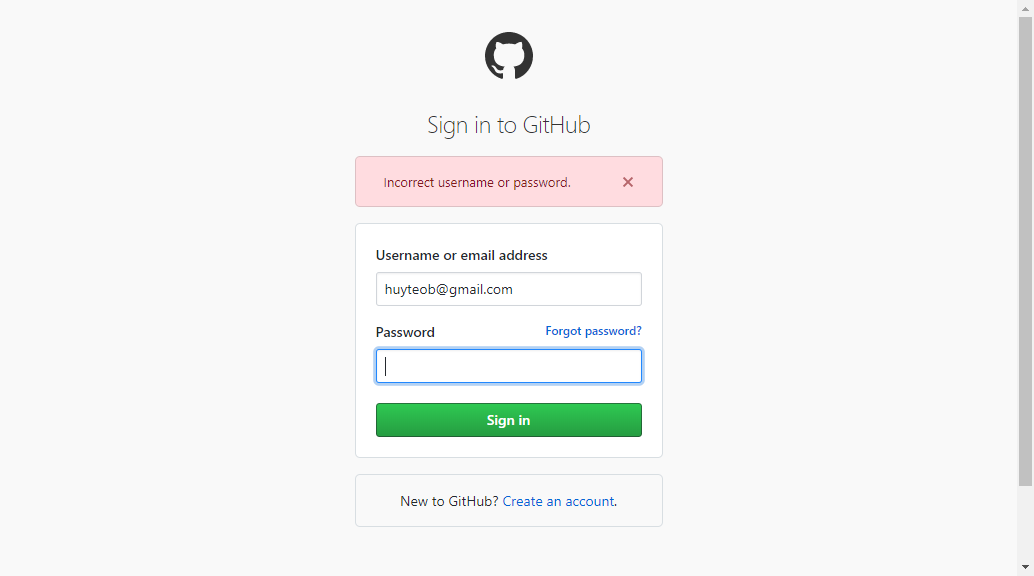 Sign in to GitHub
Incorrect username or password.
Username or email address
huyteob@gmail.com
Password Forgot password?
Sign in
New to GitHub? Create an account.